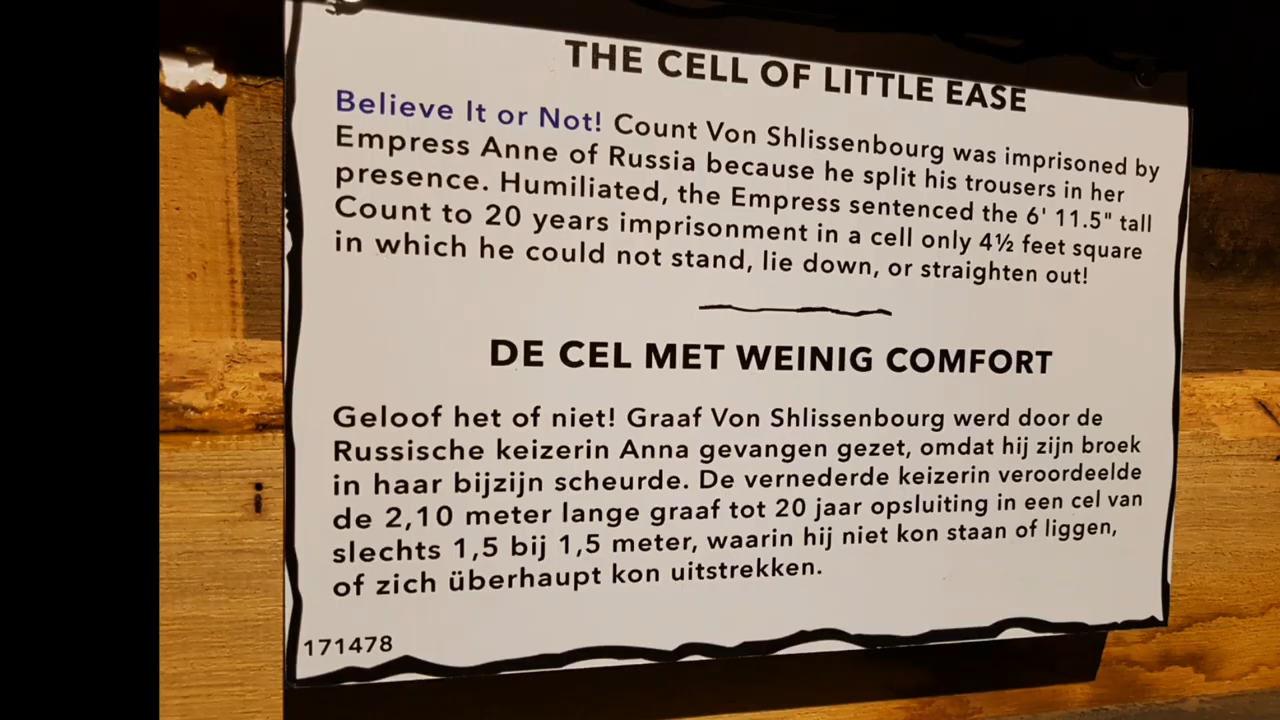 THE CELL OF LITTLE EASE
Believe It or Not! Count Von Shlissenbourg was imprisoned by
Empress Anne of Russia because he split his trousers in her
presence. Humiliated, the Empress sentenced the 6' 11.5" tall
Count to 20 years imprisonment in a cell only 4½ feet square
in which he could not stand, lie down, or straighten out!
DE CEL MET WEINIG COMFORT
Geloof het of niet! Graaf Von Shlissenbourg werd door de
Russische keizerin Anna gevangen gezet, omdat hij zijn broek
in haar bijzijn scheurde. De vernederde keizerin veroordeelde
de 2,10 meter lange graaf tot 20 jaar opsluiting in een cel van
slechts 1,5 bij 1,5 meter, waarin hij niet kon staan of liggen,
of zich überhaupt kon uitstrekken.
171478